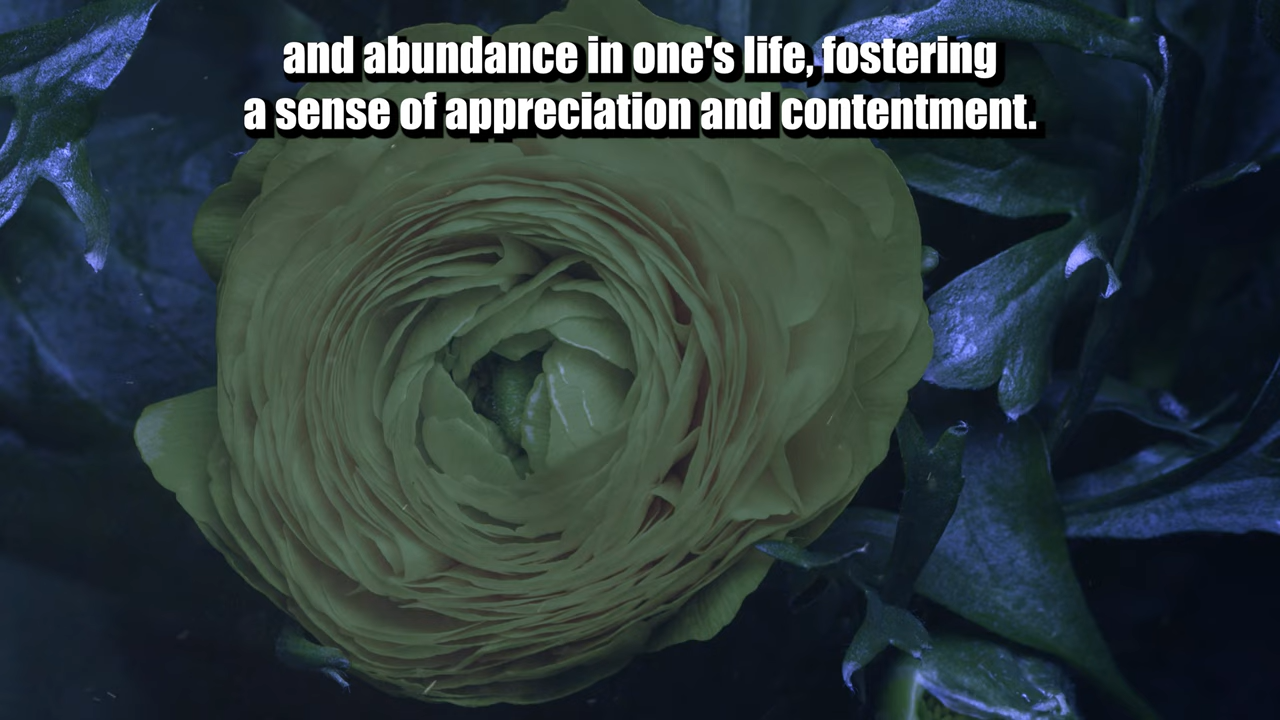 and abundance in one's life, fostering
a sense of appreciation and contentment.